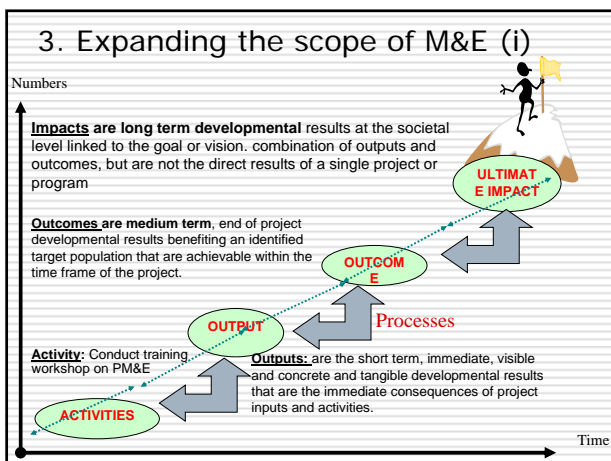 3. Expanding the scope of M&E (i)
Numbers
Impacts are long term developmental results at the societal
level linked to the goal or vision. combination of outputs and
outcomes, but are not the direct results of a single project or
program
ULTIMAT
E IMPACT
Outcomes are medium term, end of project
developmental results benefiting an identified
target population that are achievable within the
time frame of the project.
OUTCOM
E
OUTPUT
Processes
Activity: Conduct training
workshop on PM&E
Outputs: are the short term, immediate, visible
and concrete and tangible developmental results
that are the immediate consequences of project
inputs and activities.
ACTIVITIES
Time